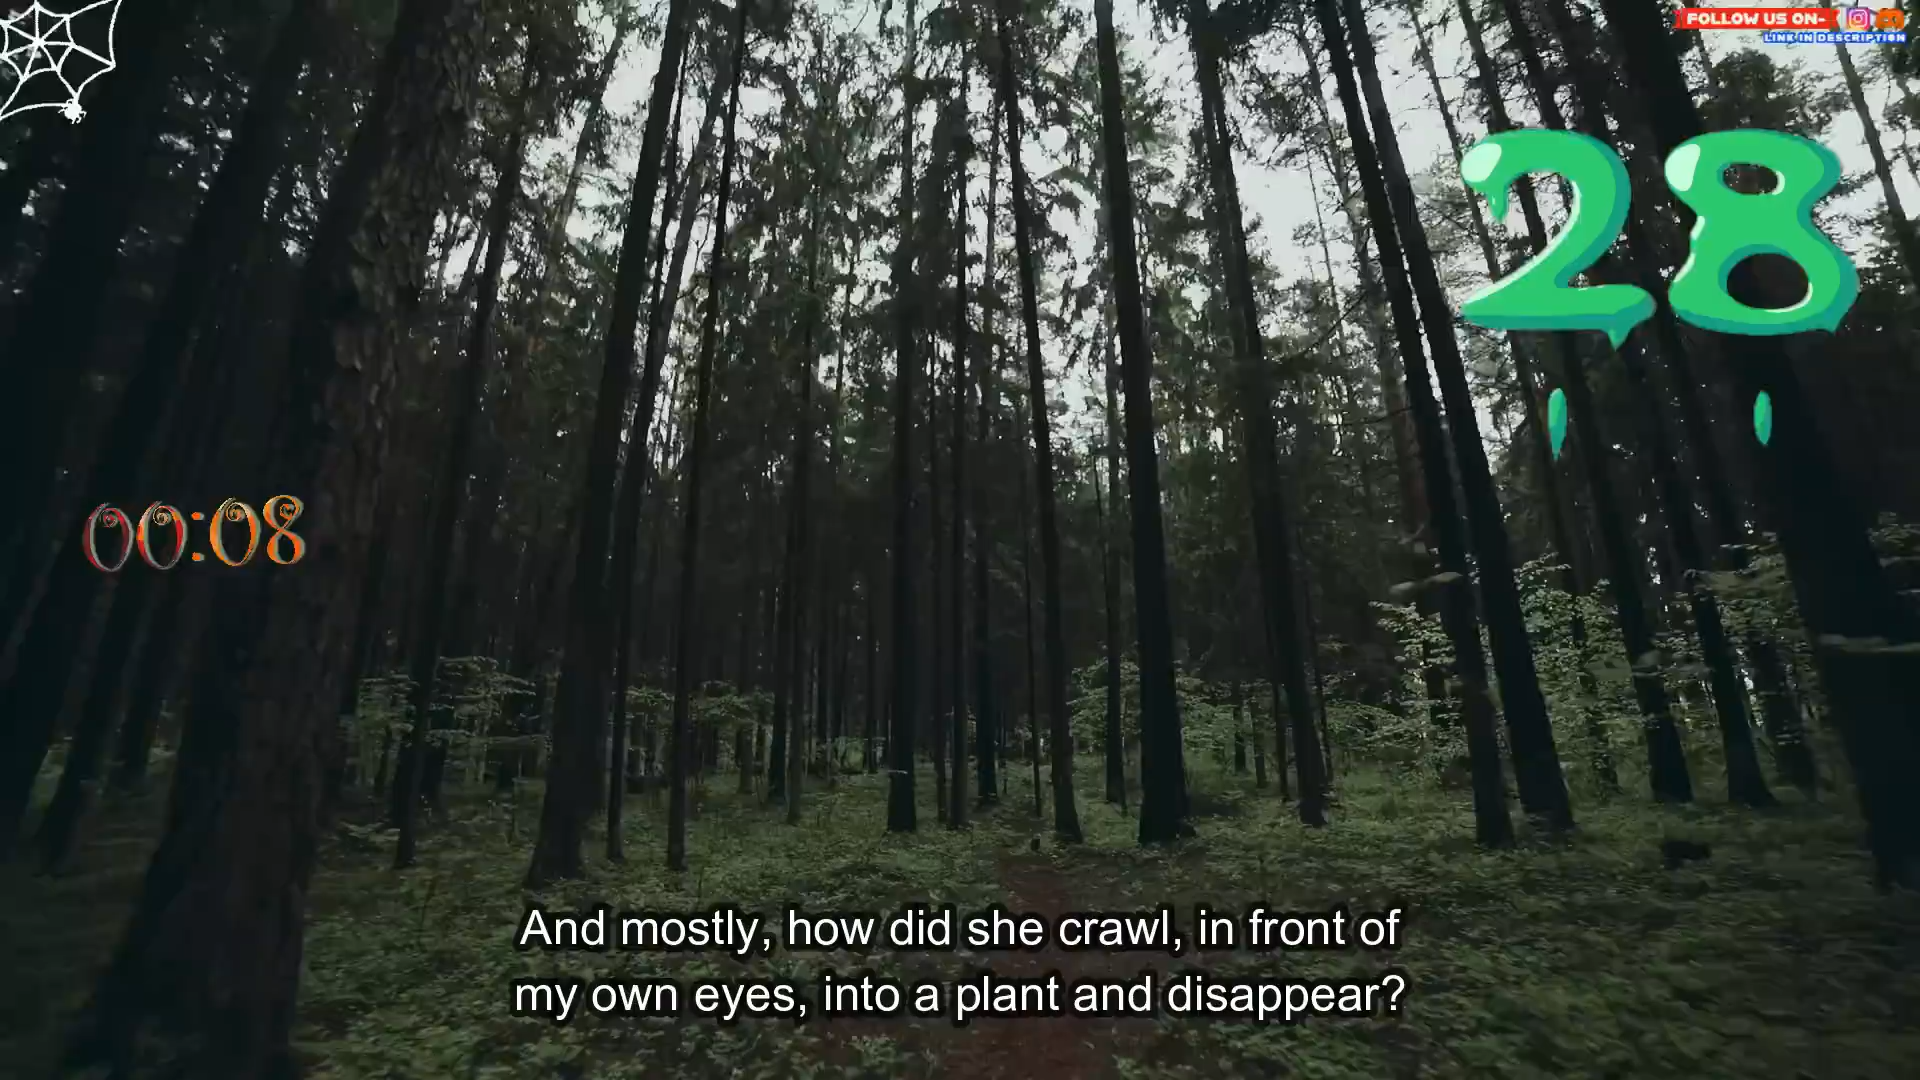 FOLLOW US ON-
LINK IN DESCRIPTION
28
00:08
And mostly, how did she crawl, in front of
my own eyes, into a plant and disappear?